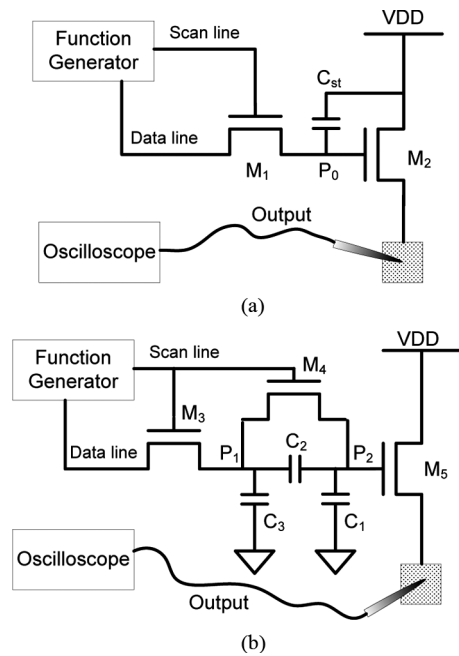 VDD
Function
Generator
Scan line
Cst
Data line
M1
P0
M2
Output
Oscilloscope
(a)
VDD
Function
Generator
Scan line
M4
M3
Data line
P1
C2
P2
M5
C3
C1
Oscilloscope
Output
(b)